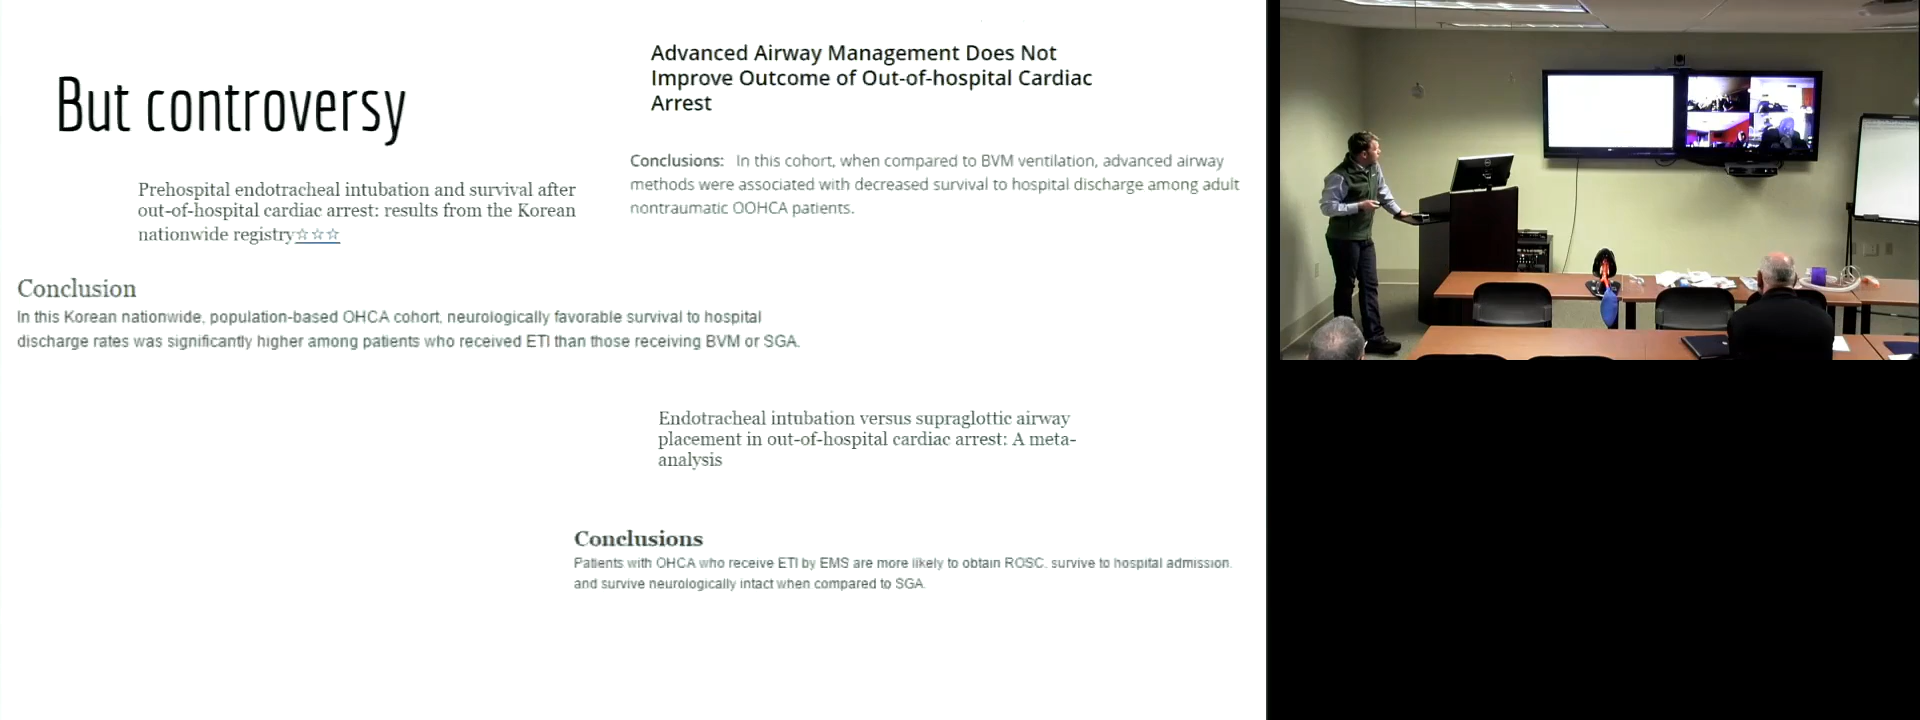 But controversy
Advanced Airway Management Does Not
Improve Outcome of Out-of-hospital Cardiac
Arrest
Conclusions: In this cohort, when compared to BVM ventilation, advanced airway
methods were associated with decreased survival to hospital discharge among adult
nontraumatic OOHCA patients.
Prehospital endotracheal intubation and survival after
out-of-hospital cardiac arrest: results from the Korean
nationwide registry☆☆☆
Conclusion
In this Korean nationwide, population-based OHCA cohort, neurologically favorable survival to hospital
discharge rates was significantly higher among patients who received ETI than those receiving BVM or SGA.
Endotracheal intubation versus supraglottic airway
placement in out-of-hospital cardiac arrest: A meta-
analysis
Conclusions
Patients with OHCA who receive ETI by EMS are more likely to obtain ROSC, survive to hospital admission,
and survive neurologically intact when compared to SGA.